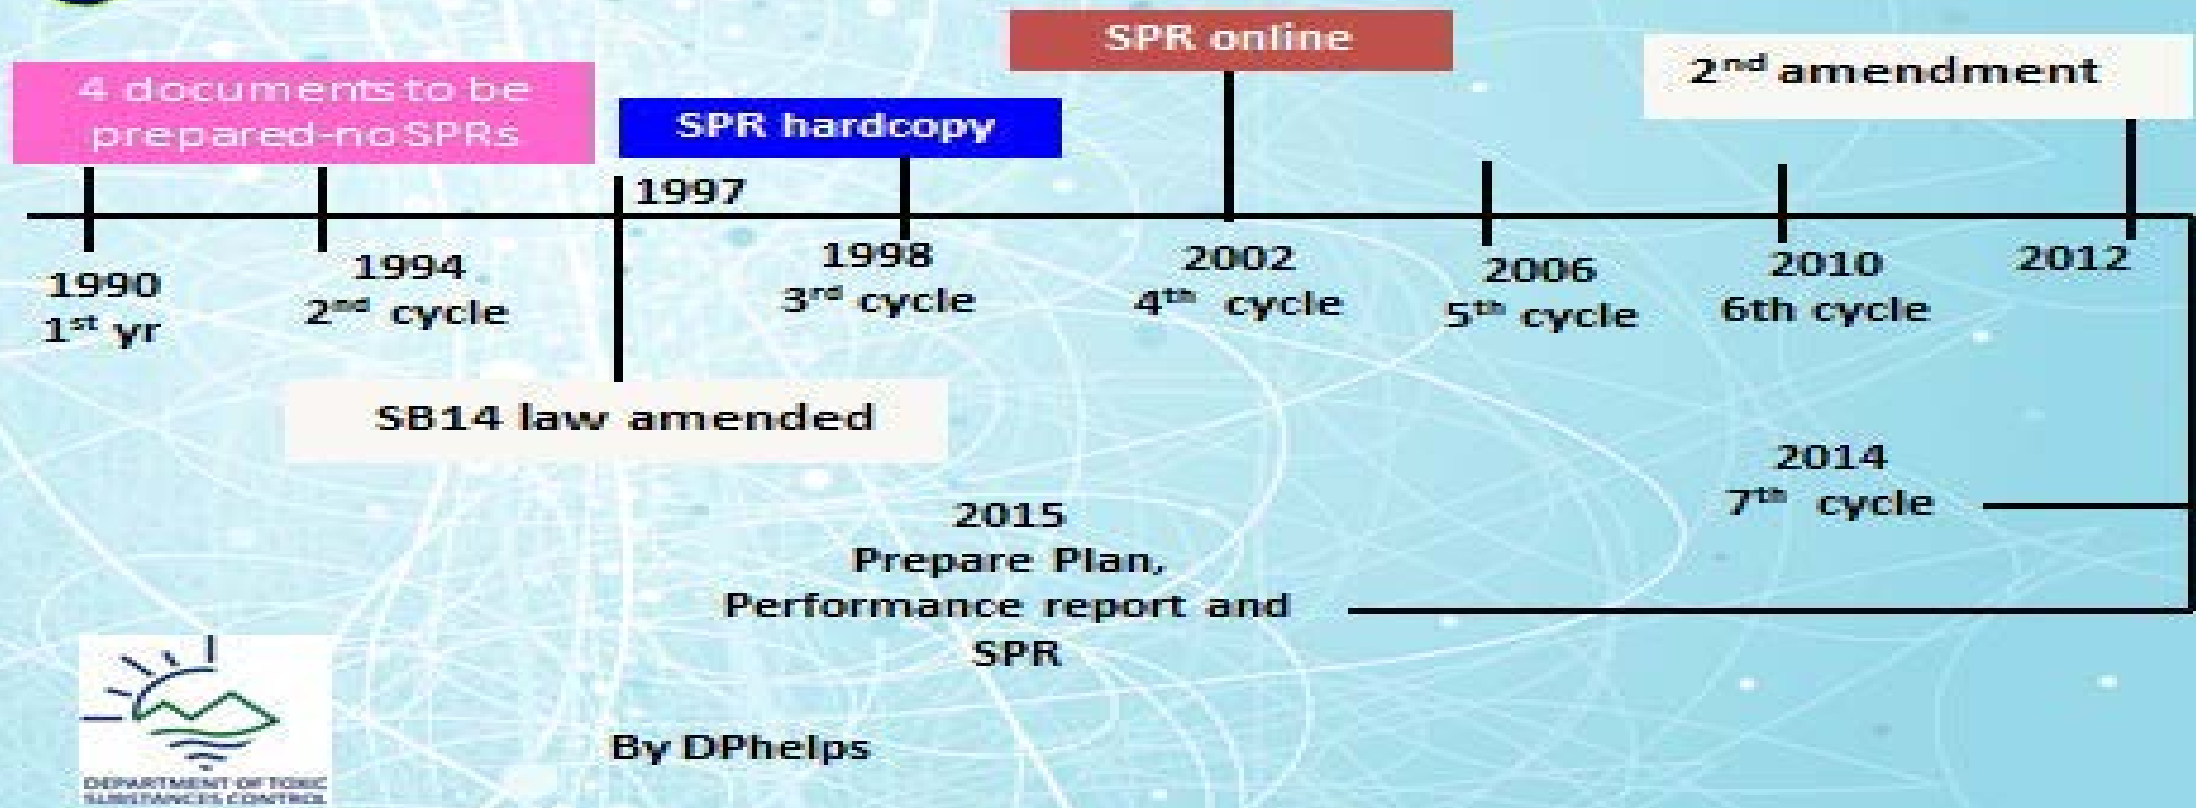 SPR online
2nd amendment
4 documents to be
prepared-no SPRs
SPR hardcopy
1997
1990
1st yr
1994
2nd cycle
1998
3rd cycle
2002
4th cycle
2006
5th cycle
2010
6th cycle
2012
SB14 law amended
2014
7th cycle
2015
Prepare Plan,
Performance report and
SPR
By DPhelps
DEPARTMENT OF TOXIC
SUBSTANCES CONTROL